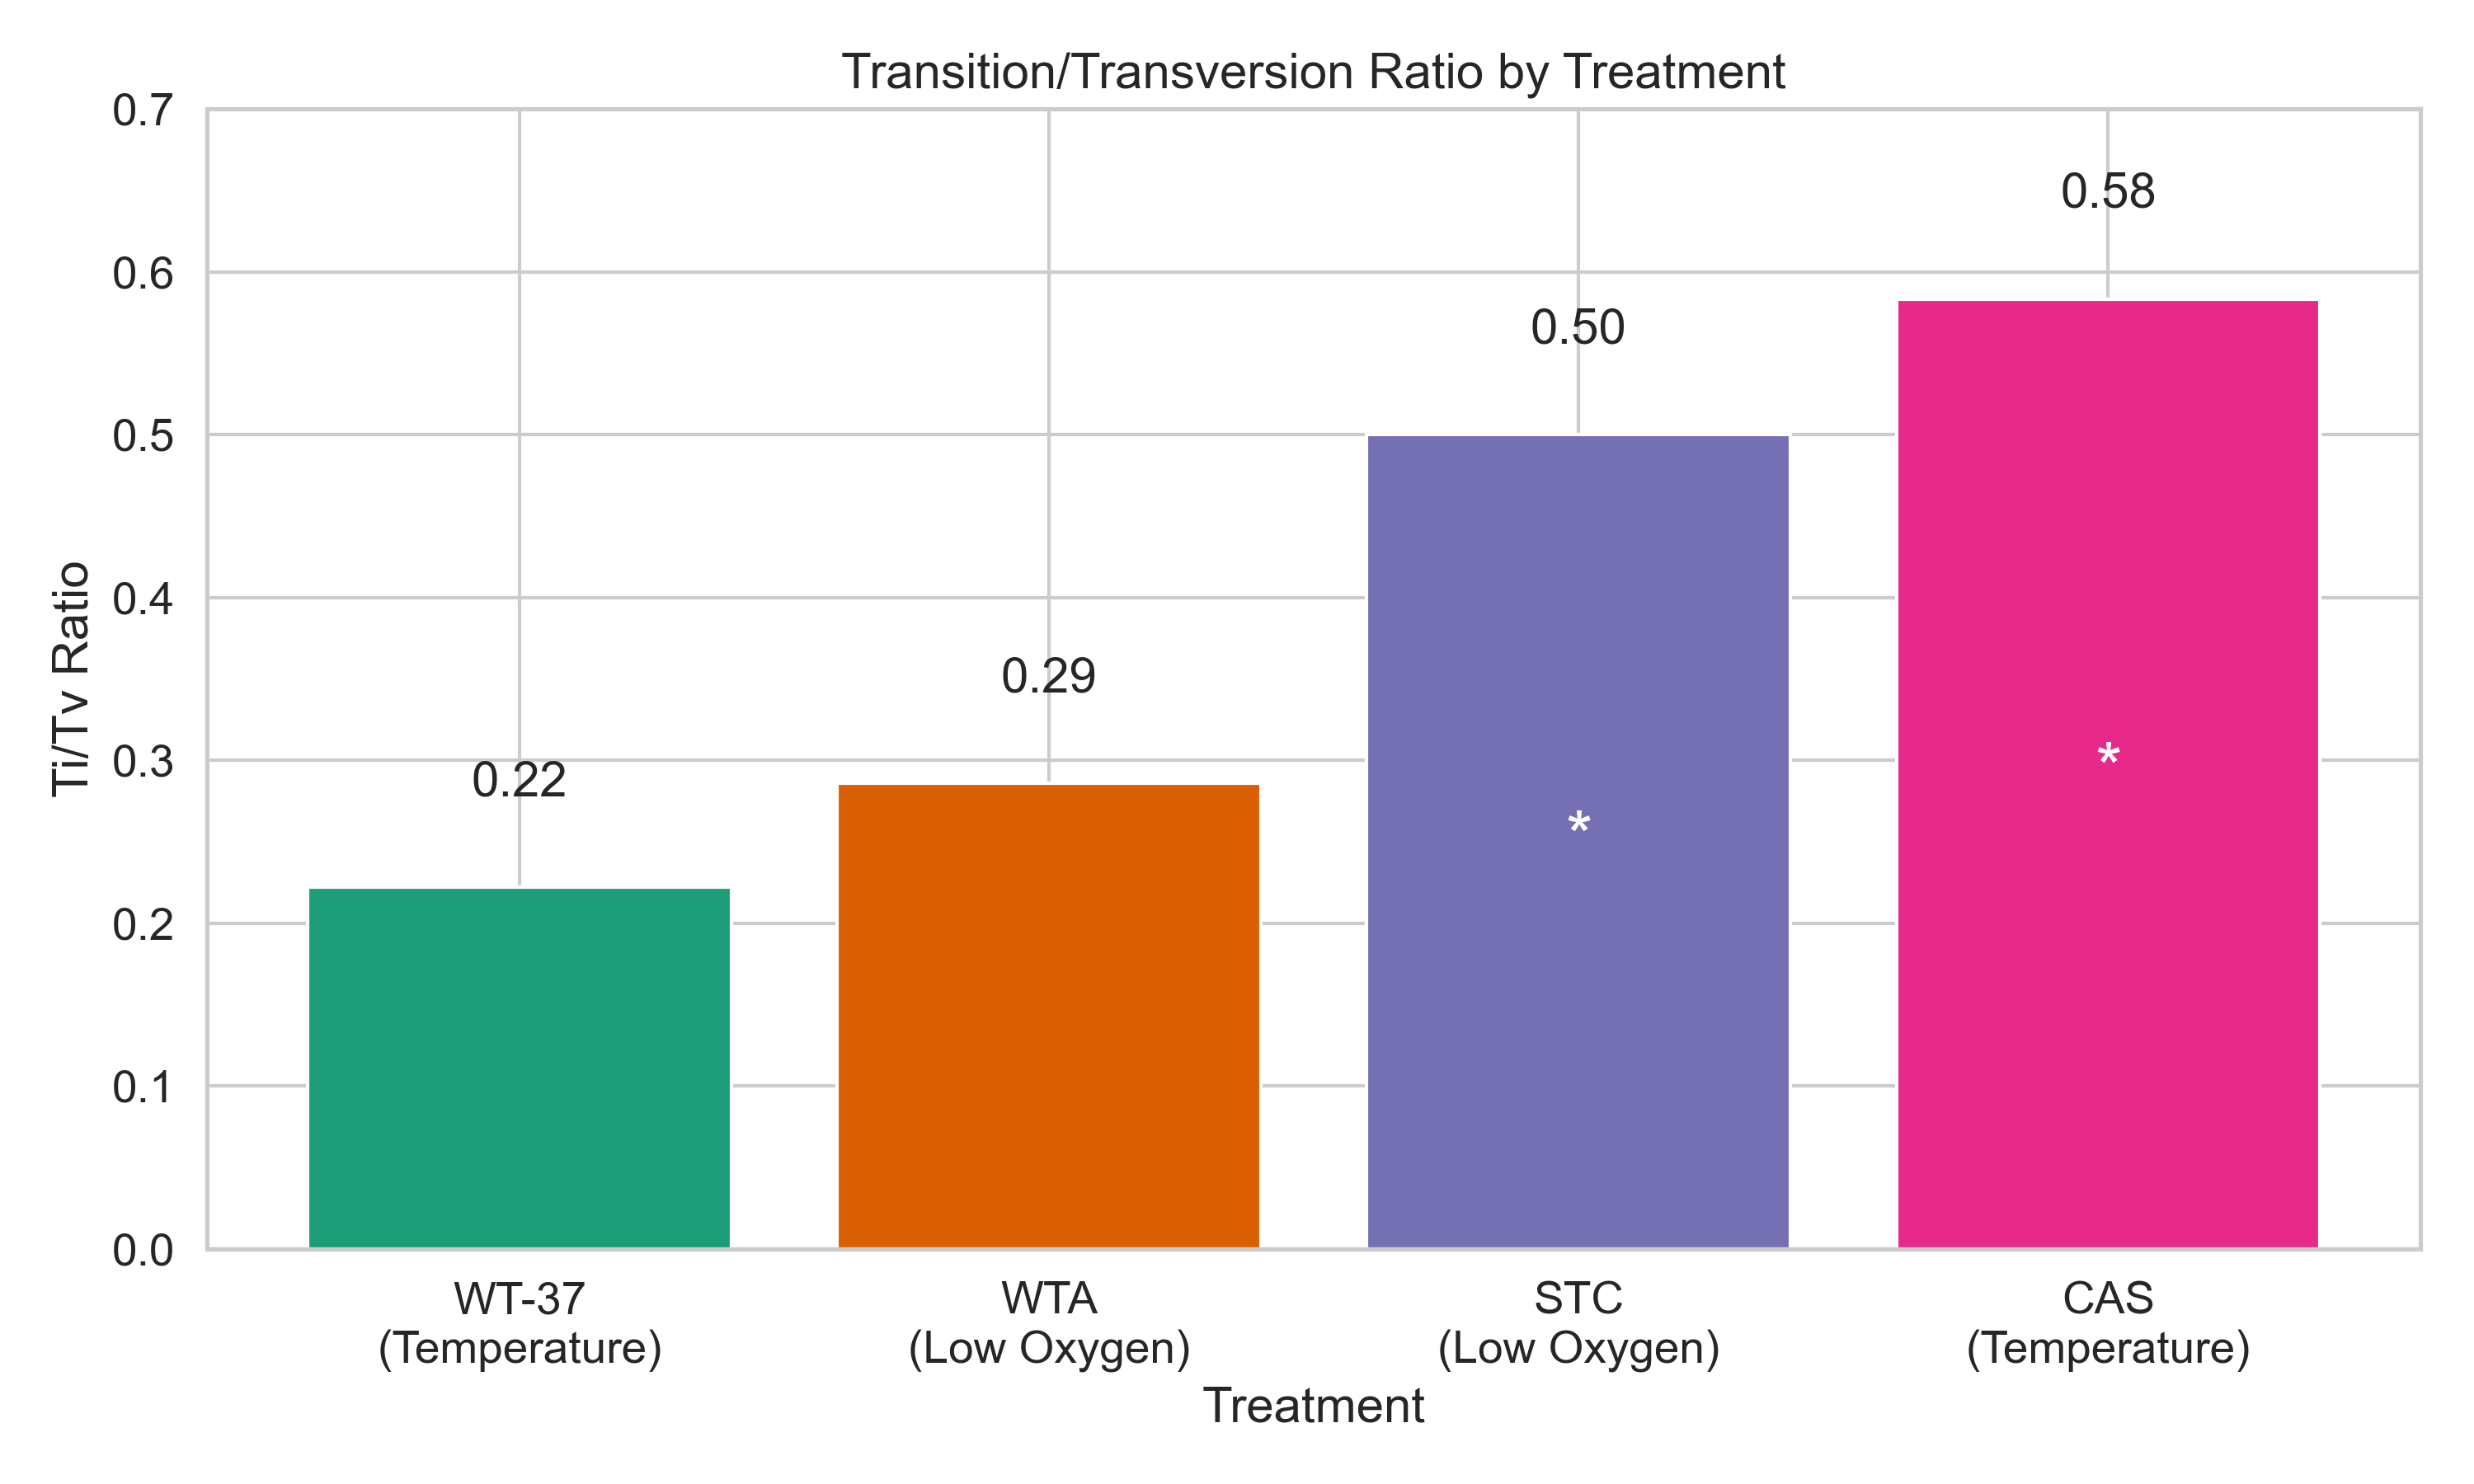 Transition/Transversion Ratio by Treatment
Ti/Tv Ratio
0.7
0.6
0.5
0.4
0.3
0.2
0.1
0.0
0.22
0.29
0.50
0.58
*
*
WT-37
(Temperature)
WTA
(Low Oxygen)
STC
(Low Oxygen)
CAS
(Temperature)
Treatment